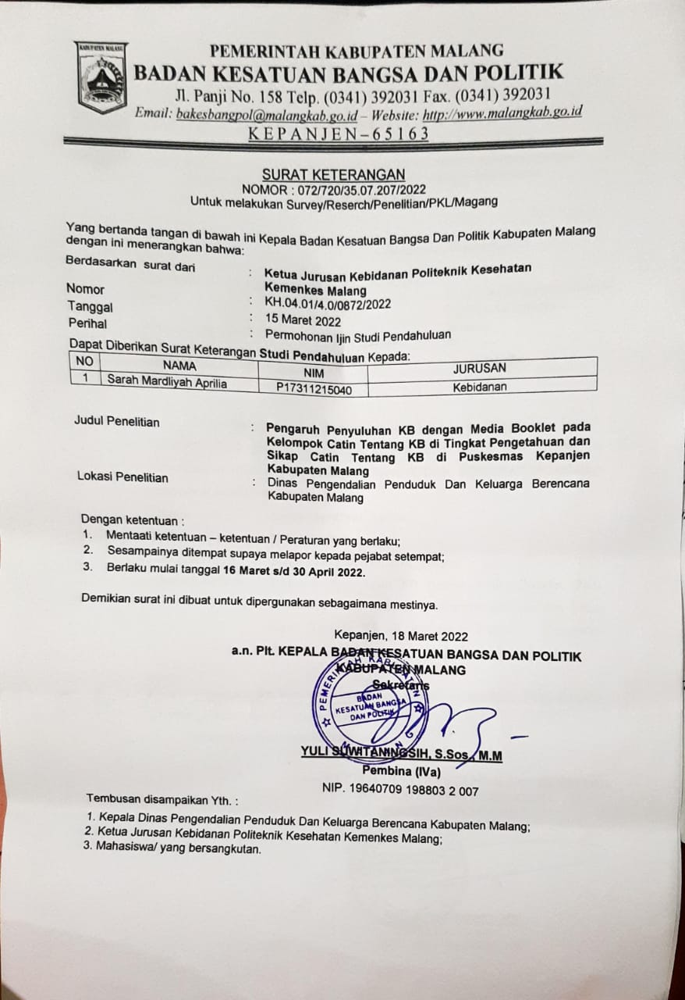 KABUPATEN MALANG
PEMERINTAH KABUPATEN MALANG
BADAN KESATUAN BANGSA DAN POLITIK
Jl. Panji No. 158 Telp. (0341) 392031 Fax. (0341) 392031
Email: bakesbangpol@malangkab.go.id – Website: http://www.malangkab.go.id
KEPANJEN–65163
SURAT KETERANGAN
NOMOR : 072/720/35.07.207/2022
Untuk melakukan Survey/Reserch/Penelitian/PKL/Magang
Yang bertanda tangan di bawah ini Kepala Badan Kesatuan Bangsa Dan Politik Kabupaten Malang
dengan ini menerangkan bahwa:
Berdasarkan surat dari : Ketua Jurusan Kebidanan Politeknik Kesehatan
Kemenkes Malang
Nomor : KH.04.01/4.0/0872/2022
Tanggal : 15 Maret 2022
Perihal : Permohonan Ijin Studi Pendahuluan
Dapat Diberikan Surat Keterangan Studi Pendahuluan Kepada:
NO NAMA NIM JURUSAN
1 Sarah Mardliyah Aprilia P17311215040 Kebidanan
Judul Penelitian : Pengaruh Penyuluhan KB dengan Media Booklet pada
Kelompok Catin Tentang KB di Tingkat Pengetahuan dan
Sikap Catin Tentang KB di Puskesmas Kepanjen
Kabupaten Malang
Lokasi Penelitian : Dinas Pengendalian Penduduk Dan Keluarga Berencana
Kabupaten Malang
Dengan ketentuan :
1. Mentaati ketentuan – ketentuan / Peraturan yang berlaku;
2. Sesampainya ditempat supaya melapor kepada pejabat setempat;
3. Berlaku mulai tanggal 16 Maret s/d 30 April 2022.
Demikian surat ini dibuat untuk dipergunakan sebagaimana mestinya.
Kepanjen, 18 Maret 2022
a.n. Plt. KEPALA BADAN KESATUAN BANGSA DAN POLITIK
KABUPATEN MALANG
Sekretaris
PEMERINTAH KABUPATEN
BADAN
KESATUAN BANGSA
DAN POLITIK
YULI SUWITANINGSIH, S.Sos., M.M
Pembina (IVa)
NIP. 19640709 198803 2 007
Tembusan disampaikan Yth. :
1. Kepala Dinas Pengendalian Penduduk Dan Keluarga Berencana Kabupaten Malang;
2. Ketua Jurusan Kebidanan Politeknik Kesehatan Kemenkes Malang;
3. Mahasiswa/ yang bersangkutan.